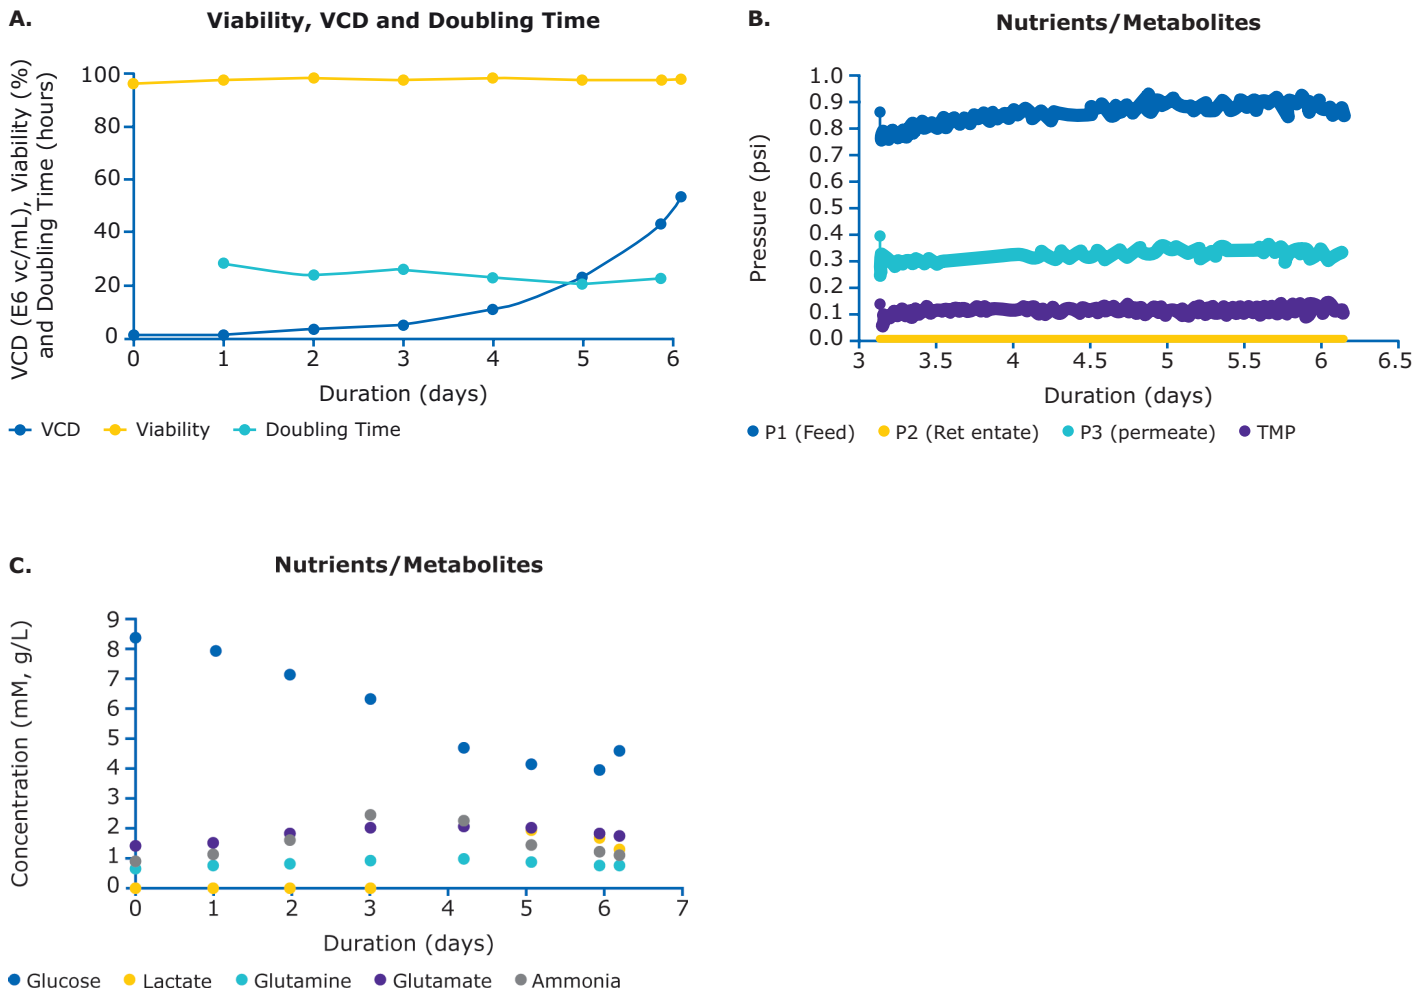 A.
Viability, VCD and Doubling Time
VCD (E6 vc/mL), Viability (%)
and Doubling Time (hours)
100
80
60
40
20
0
0 1 2 3 4 5 6
Duration (days)
VCD Viability Doubling Time
B.
Nutrients/Metabolites
Pressure (psi)
1.0
0.9
0.8
0.7
0.6
0.5
0.4
0.3
0.2
0.1
0.0
3 3.5 4 4.5 5 5.5 6 6.5
Duration (days)
P1 (Feed) P2 (Ret entate) P3 (permeate) TMP
C.
Nutrients/Metabolites
Concentration (mM, g/L)
9
8
7
6
5
4
3
2
1
0
0 1 2 3 4 5 6 7
Duration (days)
Glucose Lactate Glutamine Glutamate Ammonia